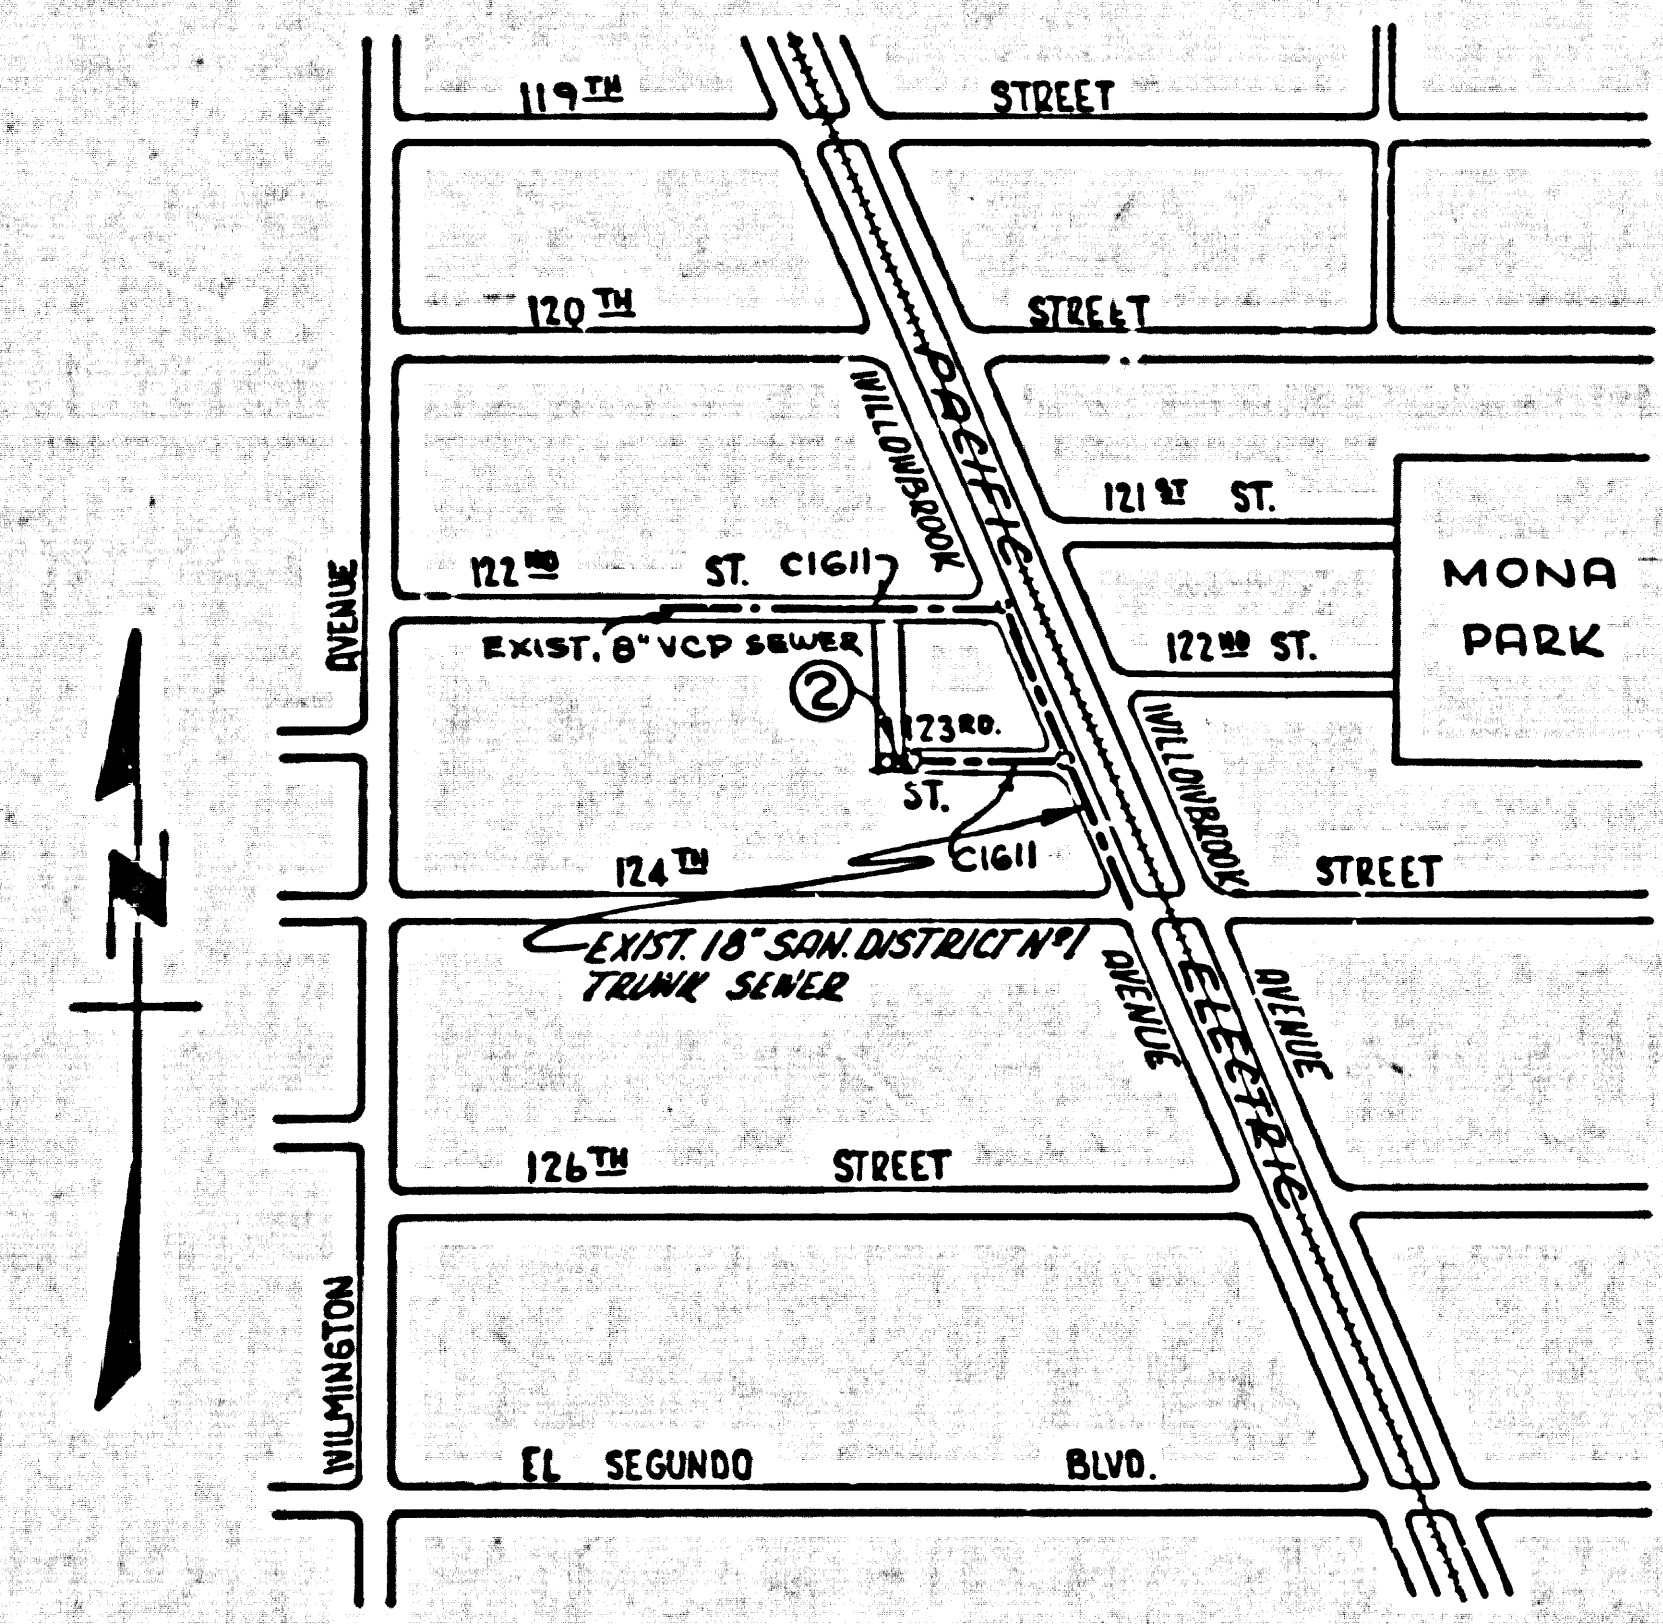 119TH STREET
120TH STREET
WILLOWBROOK
PACIFIC
121ST ST.
MONA
PARK
122ND ST. C1611
AVENUE
EXIST. 8" VCP SEWER
122ND ST.
2
123RD.
ST.
WILLOWBROOK
N
124TH STREET
C1611
EXIST. 18" SAN. DISTRICT Nº1
TRUNK SEWER
AVENUE
ELECTRIC
AVENUE
126TH STREET
WILMINGTON
EL SEGUNDO BLVD.